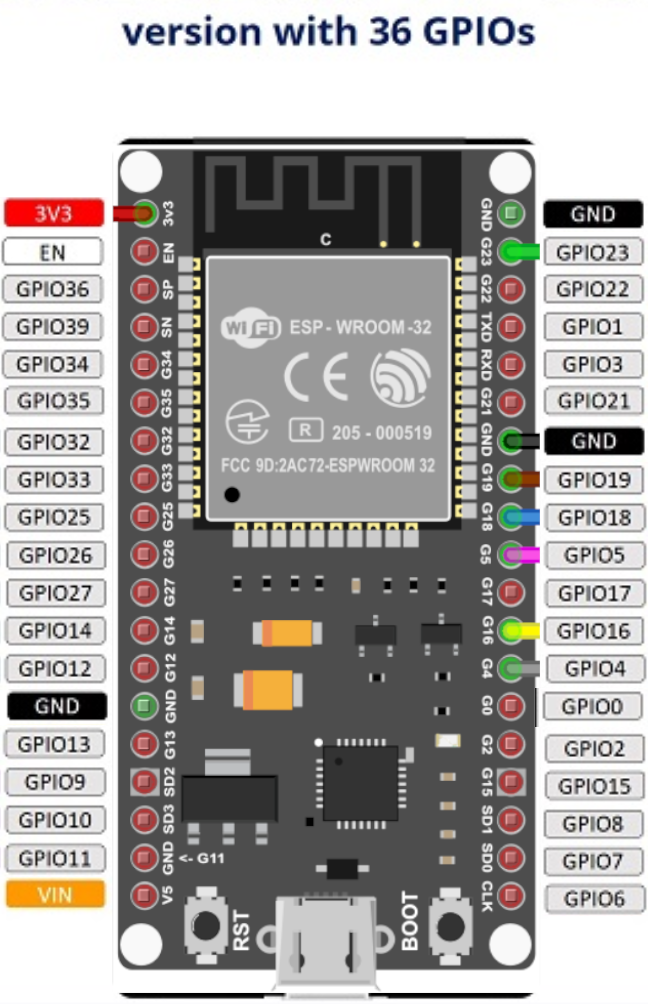 version with 36 GPIOs
3V3
EN
GPIO36
GPIO39
GPIO34
GPIO35
GPIO32
GPIO33
GPIO25
GPIO26
GPIO27
GPIO14
GPIO12
GND
GPIO13
GPIO9
GPIO10
GPIO11
VIN
3v3
EN
SP
SN
G34
G35
G32
G33
G25
G26
G27
G14
G12
GND
G13
SD2
SD3
GND
V5
<- G11
C
WiFi ESP - WROOM -32
CE
R 205 - 000519
FCC 9D:2AC72-ESPWROOM 32
RST
BOOT
GND
G23
G22
TXD
RXD
G21
GND
G19
G18
G5
G17
G16
G4
G0
G2
G15
SD1
SD0
CLK
GND
GPIO23
GPIO22
GPIO1
GPIO3
GPIO21
GND
GPIO19
GPIO18
GPIO5
GPIO17
GPIO16
GPIO4
GPIO0
GPIO2
GPIO15
GPIO8
GPIO7
GPIO6